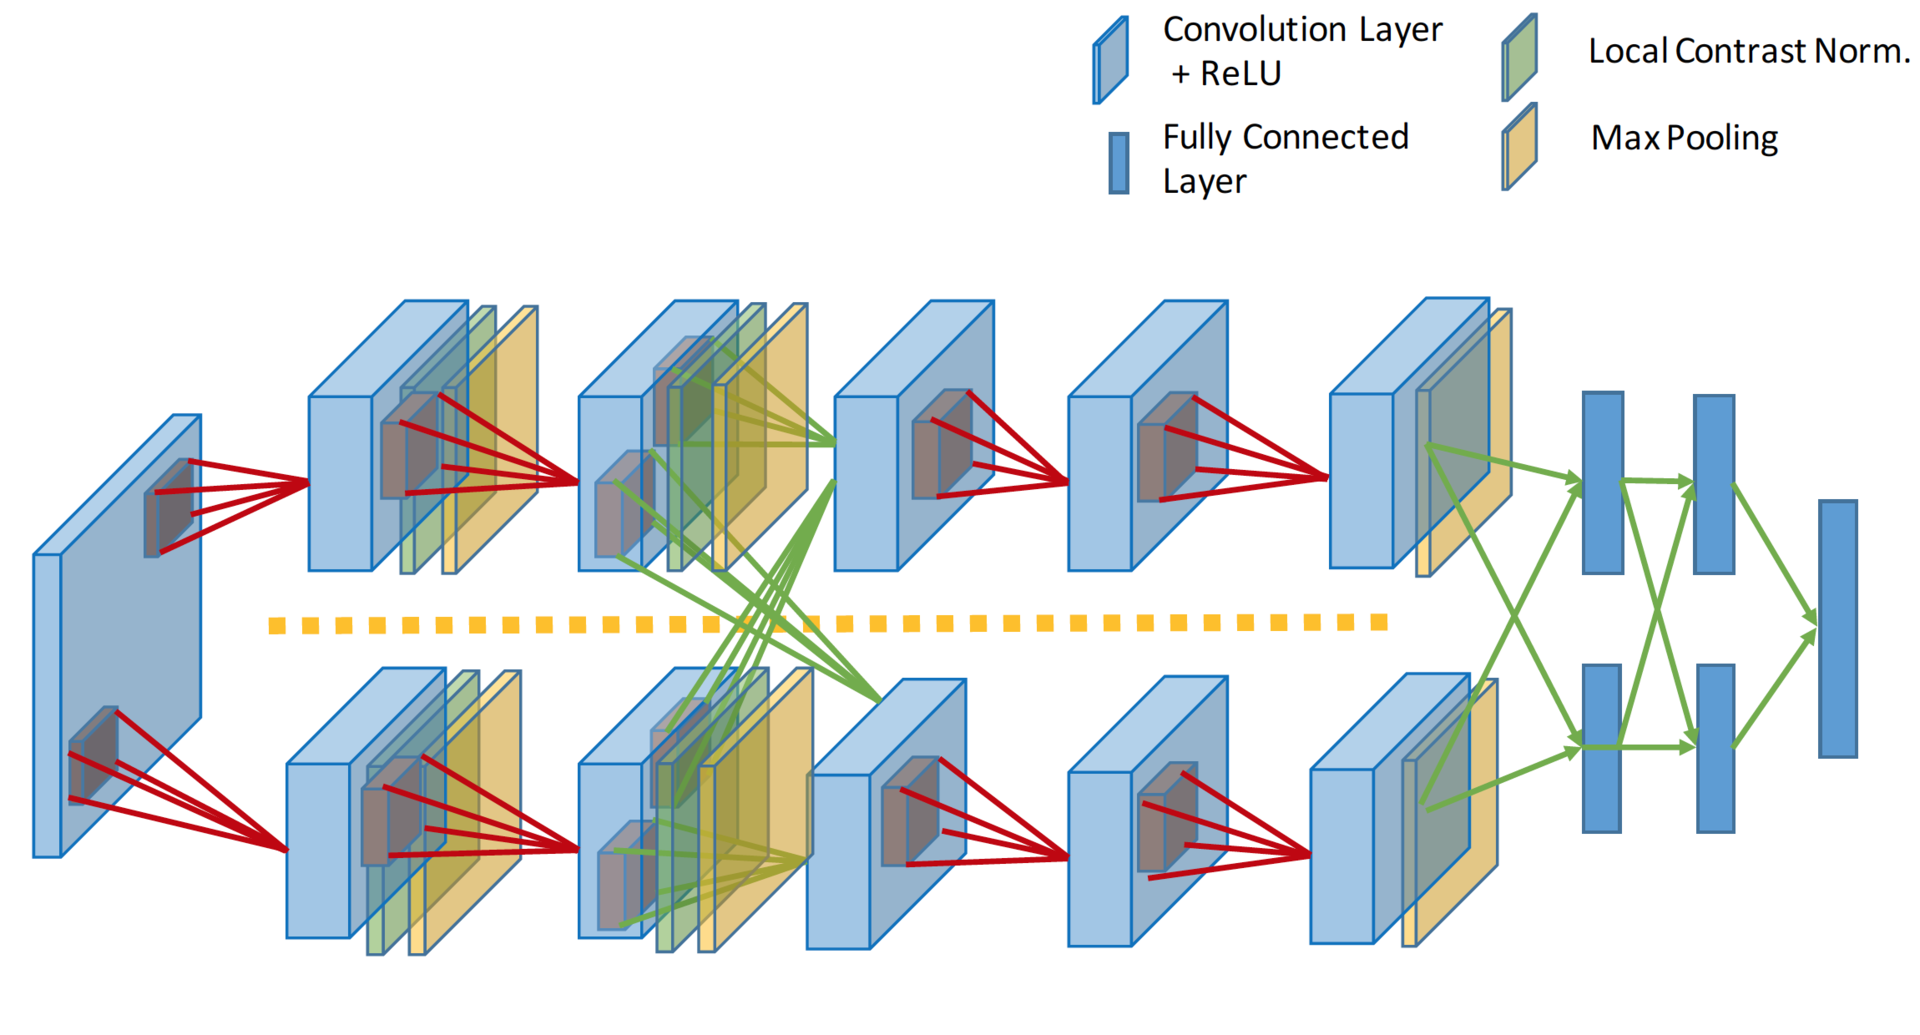 Convolution Layer
+ ReLU
Fully Connected
Layer
Local Contrast Norm.
Max Pooling